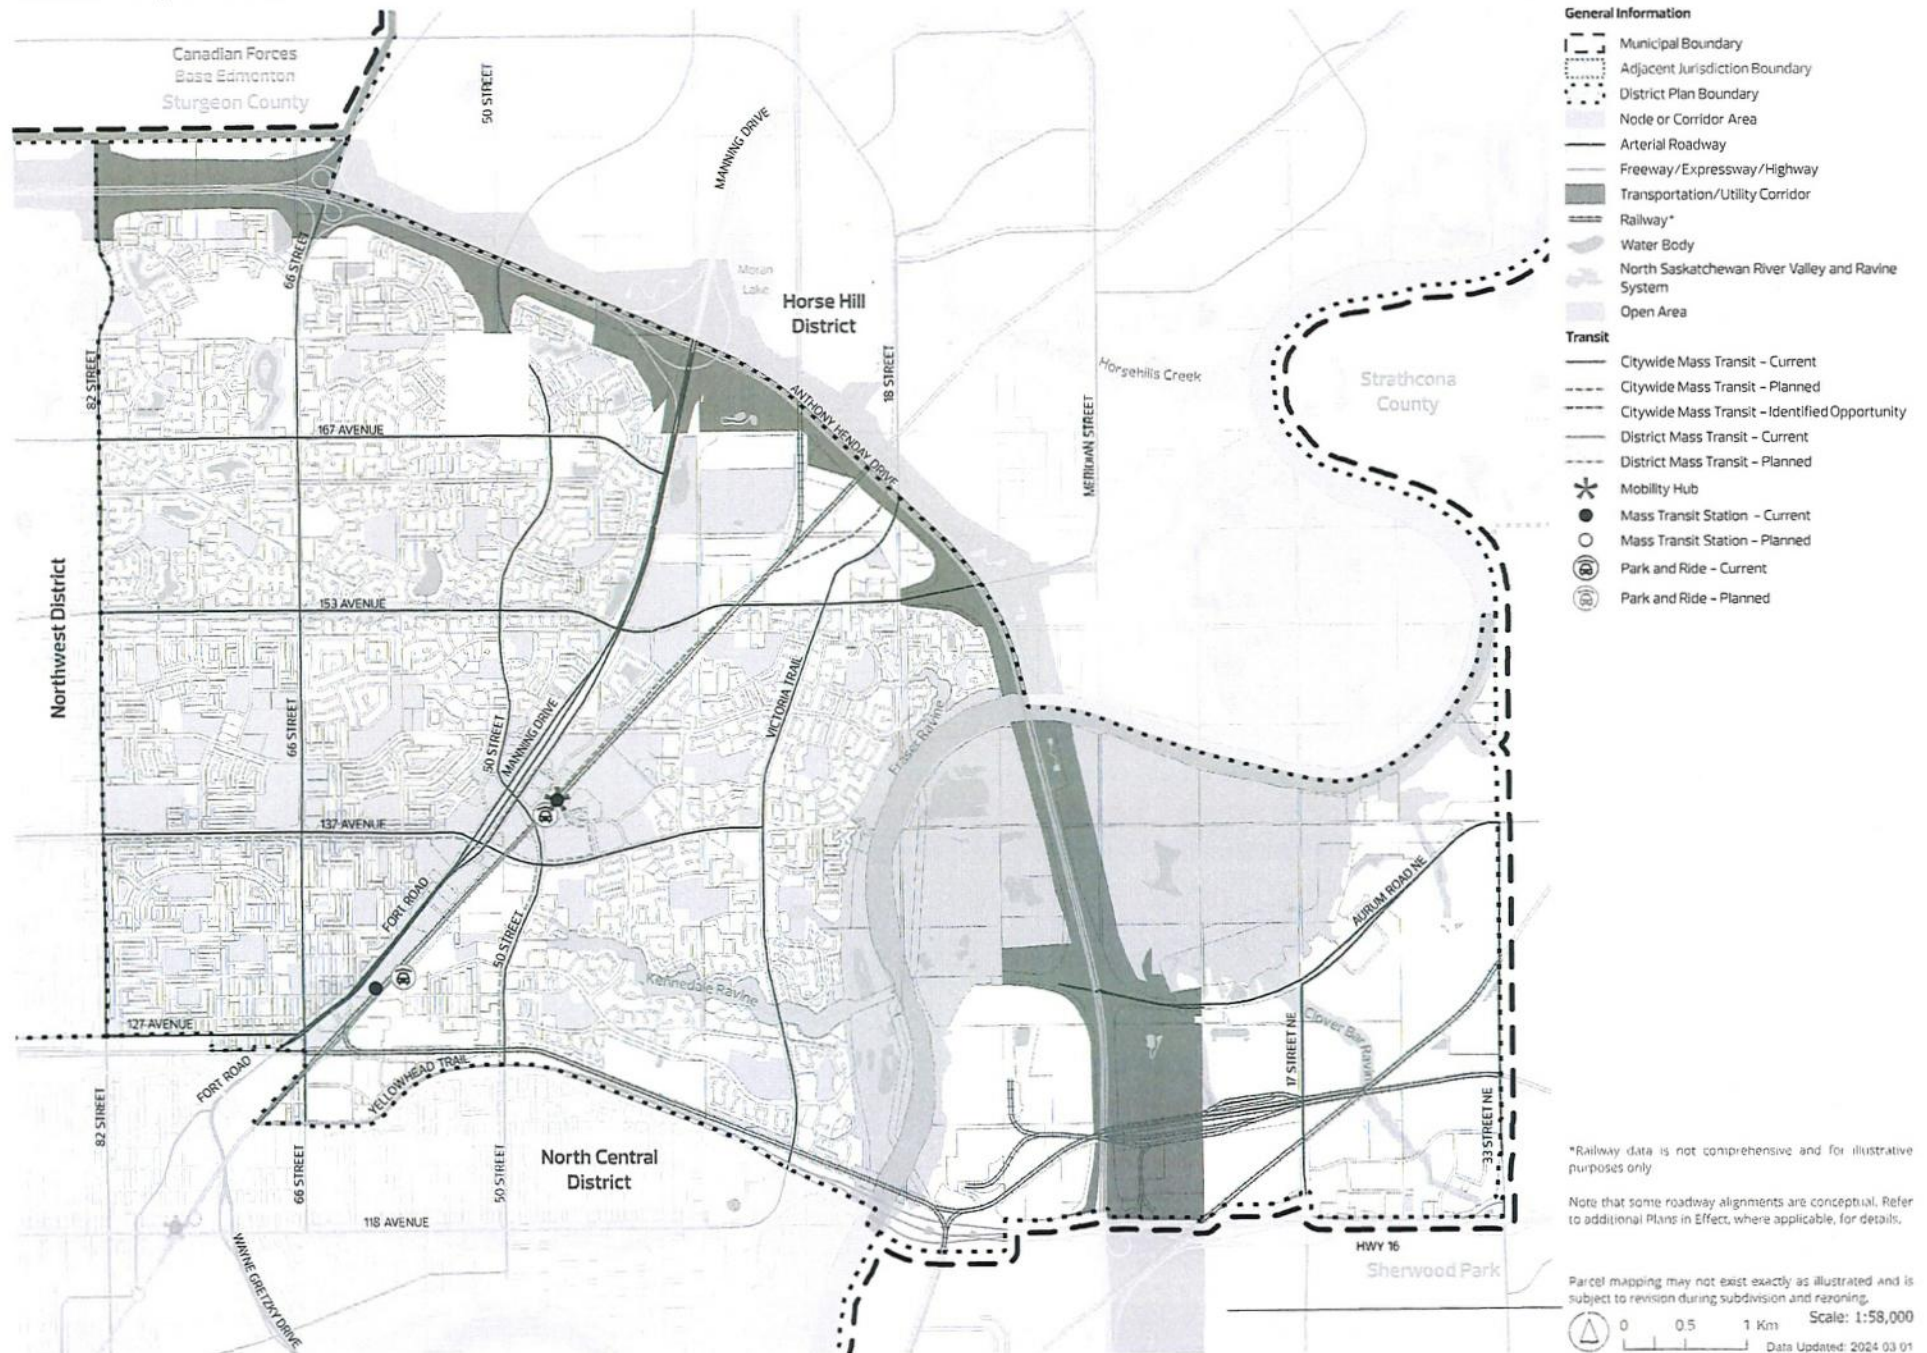 Canadian Forces
Base Edmonton
Sturgeon County
50 STREET
MANNING DRIVE
66 STREET
Moran
Lake
Horse Hill
District
82 STREET
18 STREET
ANTHONY HENDAY DRIVE
Horsehills Creek
MERIDIAN STREET
Strathcona
County
167 AVENUE
Northwest District
153 AVENUE
66 STREET
50 STREET
MANNING DRIVE
VICTORIA TRAIL
Fraser Ravine
137 AVENUE
FORT ROAD
50 STREET
Kennedale Ravine
AURUM ROAD NE
127 AVENUE
FORT ROAD
YELLOWHEAD TRAIL
17 STREET NE
Clover Bar Ravine
33 STREET NE
82 STREET
66 STREET
50 STREET
North Central
District
118 AVENUE
WAYNE GRETZKY DRIVE
HWY 16
Sherwood Park
General Information
Municipal Boundary
Adjacent Jurisdiction Boundary
District Plan Boundary
Node or Corridor Area
Arterial Roadway
Freeway/Expressway/Highway
Transportation/Utility Corridor
Railway*
Water Body
North Saskatchewan River Valley and Ravine
System
Open Area
Transit
Citywide Mass Transit - Current
Citywide Mass Transit - Planned
Citywide Mass Transit - Identified Opportunity
District Mass Transit - Current
District Mass Transit - Planned
Mobility Hub
Mass Transit Station - Current
Mass Transit Station - Planned
Park and Ride - Current
Park and Ride - Planned
*Railway data is not comprehensive and for illustrative
purposes only
Note that some roadway alignments are conceptual. Refer
to additional Plans in Effect, where applicable, for details.
Parcel mapping may not exist exactly as illustrated and is
subject to revision during subdivision and rezoning.
Scale: 1:58,000
0 0.5 1 Km
Data Updated: 2024 03 01